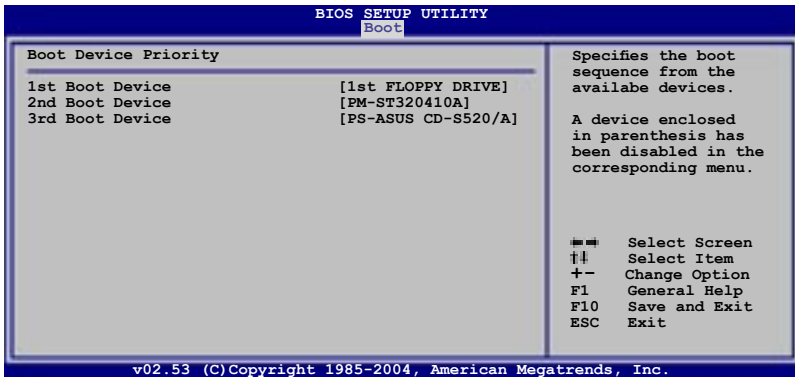 BIOS SETUP UTILITY
Boot
Boot Device Priority
1st Boot Device [1st FLOPPY DRIVE]
2nd Boot Device [PM-ST320410A]
3rd Boot Device [PS-ASUS CD-S520/A]
Specifies the boot
sequence from the
availabe devices.
A device enclosed
in parenthesis has
been disabled in the
corresponding menu.
←→ Select Screen
↑↓ Select Item
+- Change Option
F1 General Help
F10 Save and Exit
ESC Exit
v02.53 (C)Copyright 1985-2004, American Megatrends, Inc.